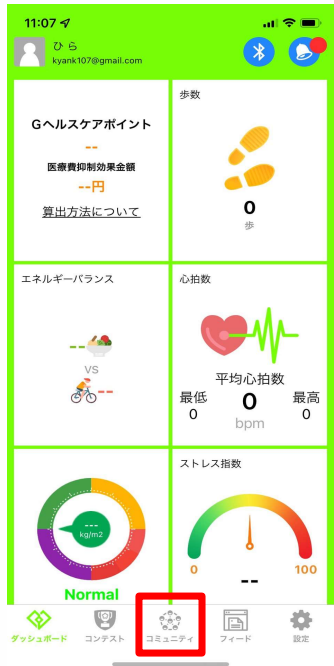 11:07
ひ ら
kyank107@gmail.com
Gヘルスケアポイント
--
医療費抑制効果金額
--円
算出方法について
歩数
0
歩
エネルギーバランス
--
VS
--
心拍数
平均心拍数
最低
0
0
bpm
最高
0
---
kg/m2
Normal
ストレス指数
0
100
--
ダッシュボード
コンテスト
コミュニティ
フィード
設定